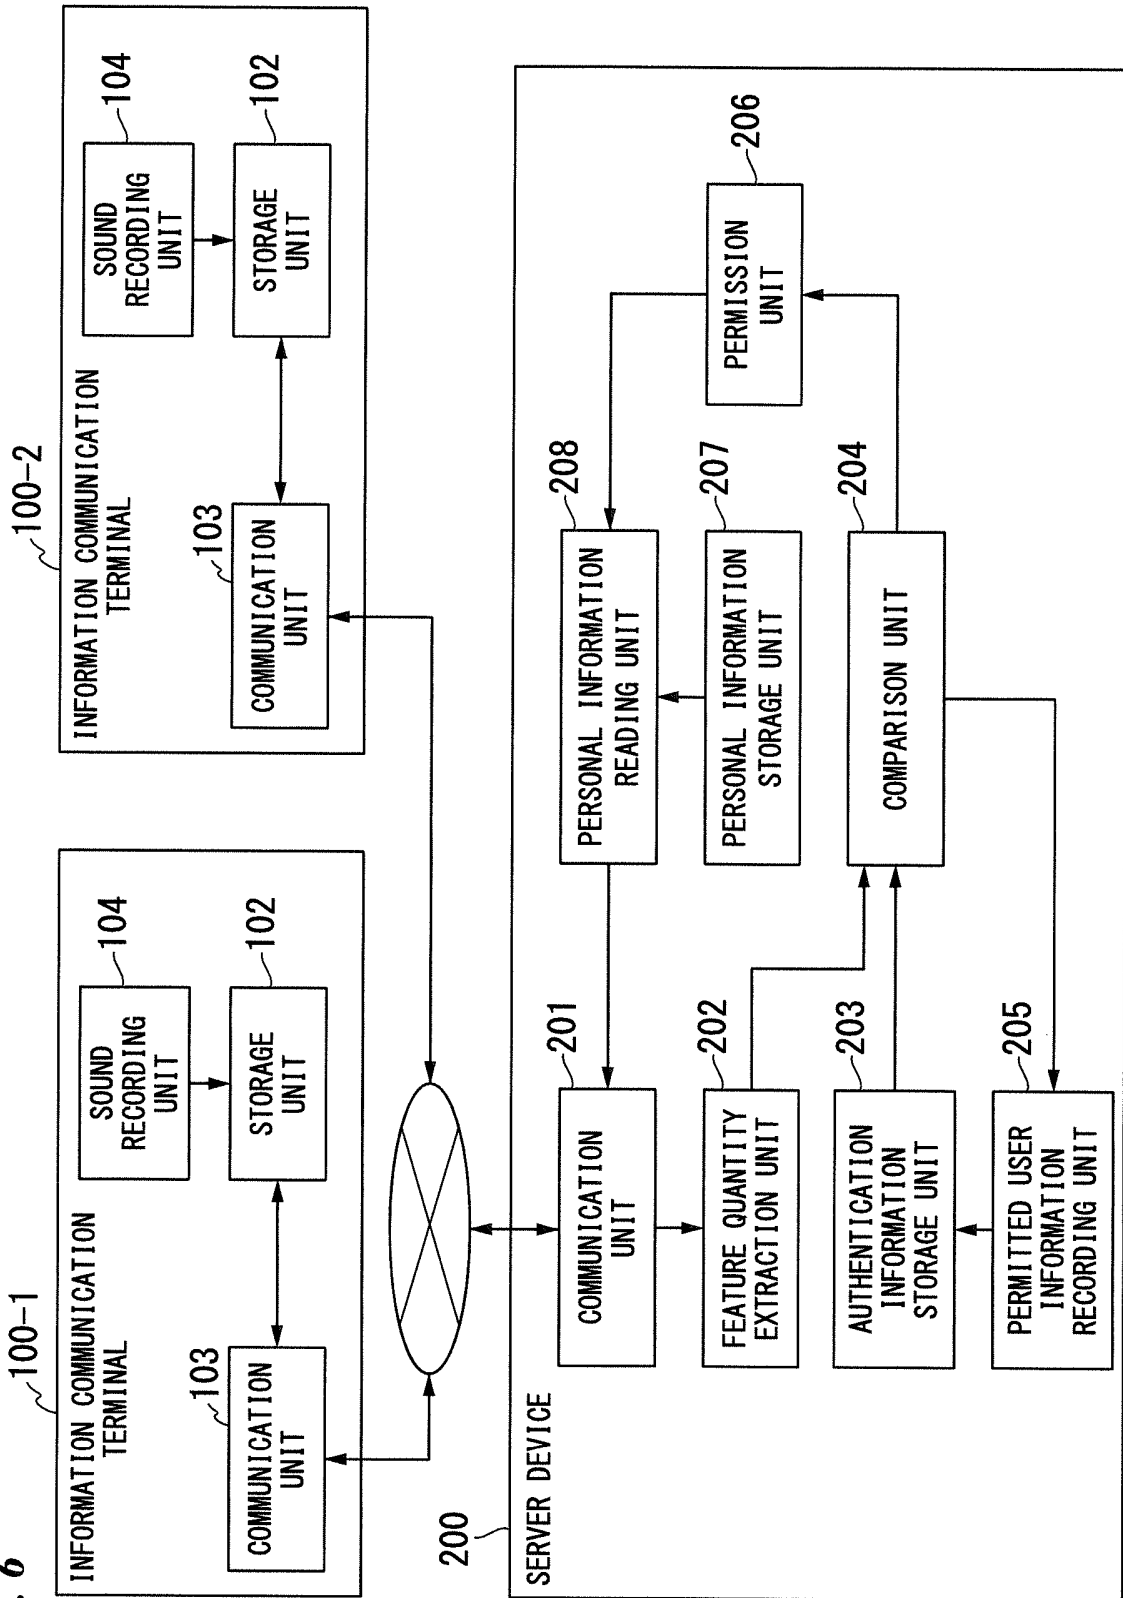 . 6
100-1
INFORMATION COMMUNICATION
TERMINAL
103
COMMUNICATION
UNIT
104
SOUND
RECORDING
UNIT
102
STORAGE
UNIT
100-2
INFORMATION COMMUNICATION
TERMINAL
103
COMMUNICATION
UNIT
104
SOUND
RECORDING
UNIT
102
STORAGE
UNIT
200
SERVER DEVICE
201
COMMUNICATION
UNIT
208
PERSONAL INFORMATION
READING UNIT
202
FEATURE QUANTITY
EXTRACTION UNIT
207
PERSONAL INFORMATION
STORAGE UNIT
206
PERMISSION
UNIT
203
AUTHENTICATION
INFORMATION
STORAGE UNIT
204
COMPARISON UNIT
205
PERMITTED USER
INFORMATION
RECORDING UNIT